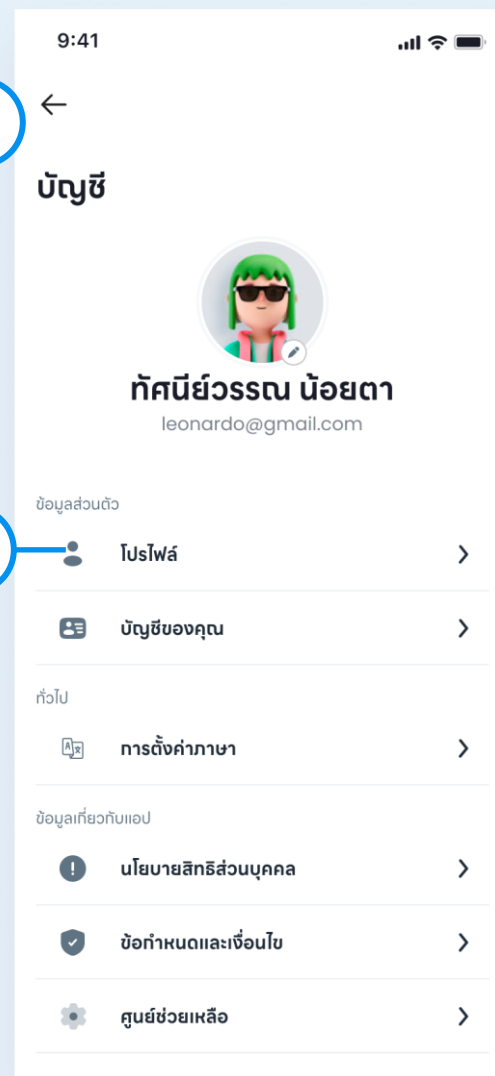 9:41
บัญชี
ทัศนีย์วรรณ น้อยตา
leonardo@gmail.com
ข้อมูลส่วนตัว
โปรไฟล์
บัญชีของคุณ
ทั่วไป
การตั้งค่าภาษา
ข้อมูลเกี่ยวกับแอป
นโยบายสิทธิส่วนบุคคล
ข้อกำหนดและเงื่อนไข
ศูนย์ช่วยเหลือ